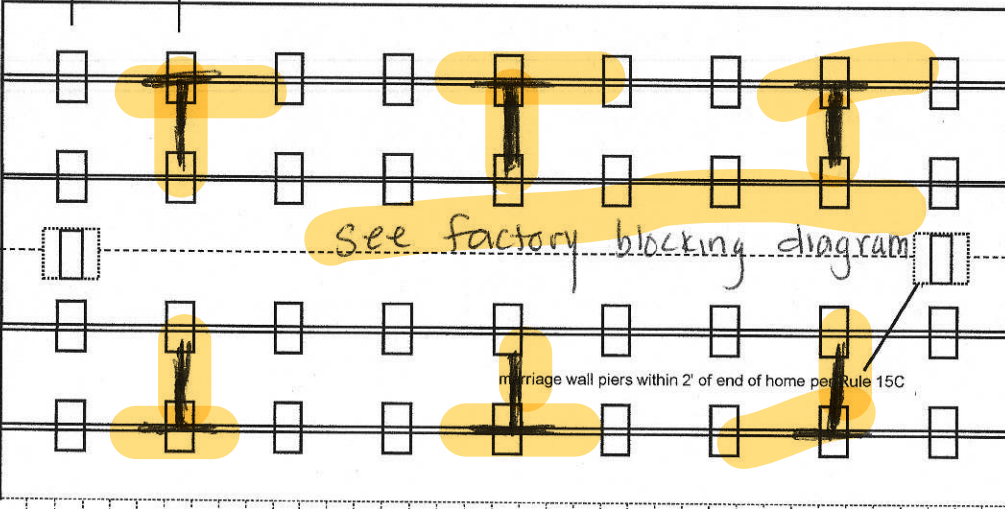 see factory blocking diagram
marriage wall piers within 2' of end of home per Rule 15C